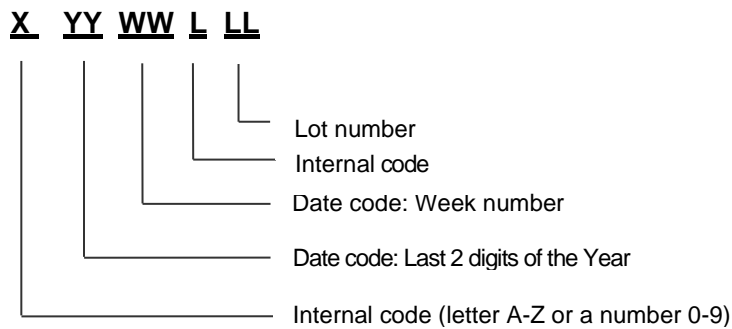 X YY WW L LL
Lot number
Internal code
Date code: Week number
Date code: Last 2 digits of the Year
Internal code (letter A-Z or a number 0-9)